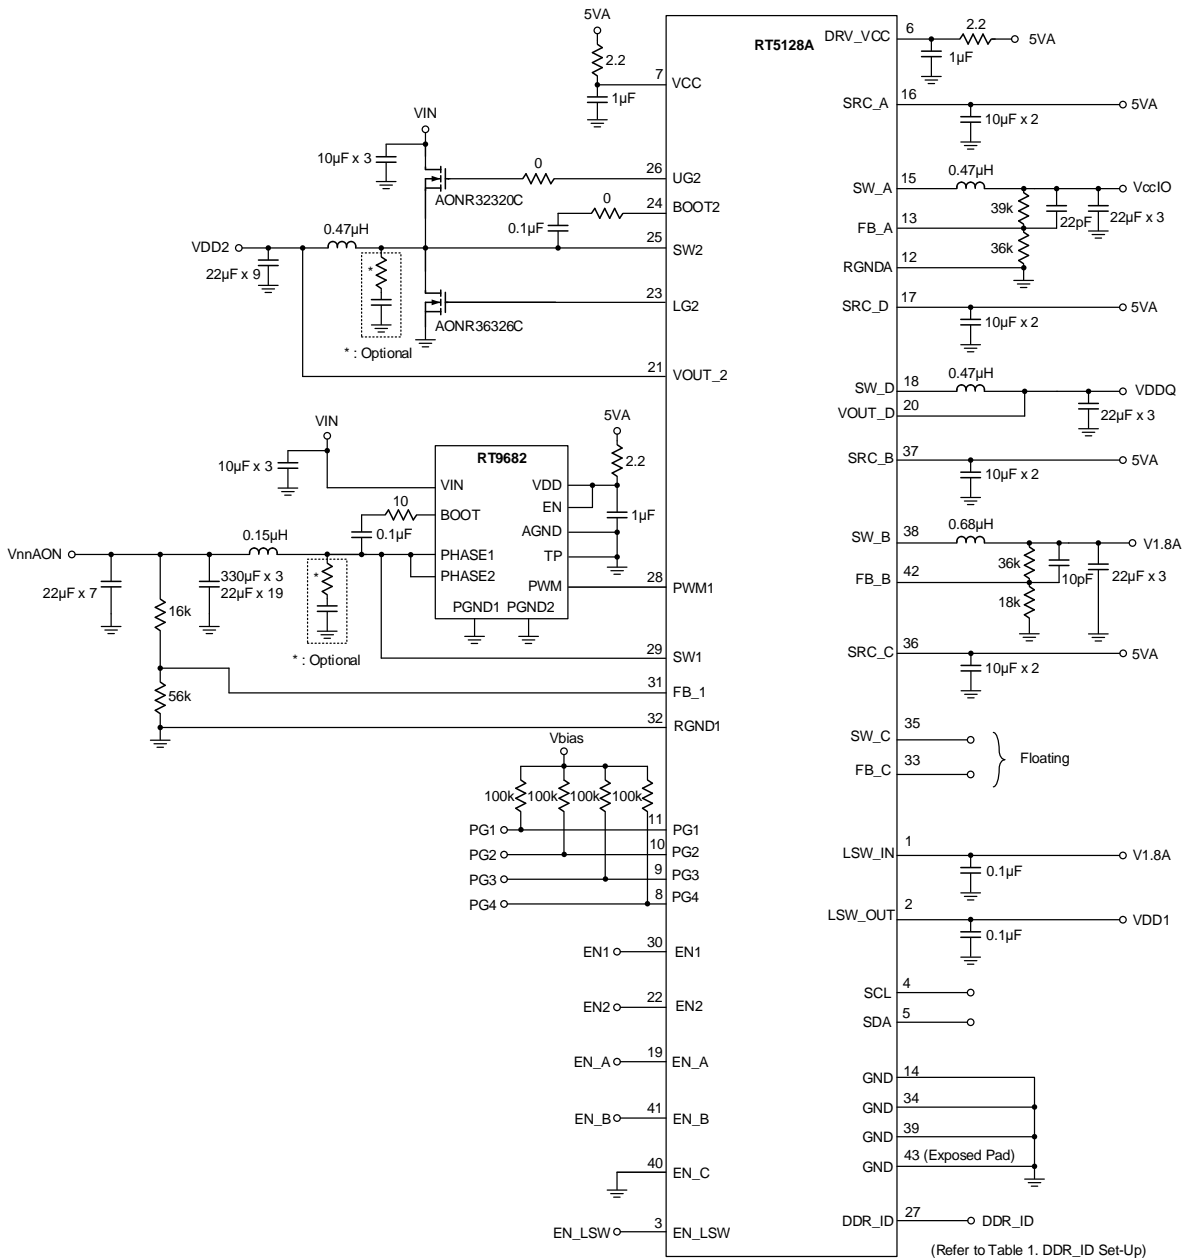 5VA
2.2
7
VCC
1µF
RT5128A
DRV_VCC
6
2.2
5VA
1µF
VIN
10µF x 3
AONR32320C
0
26
UG2
0
24
BOOT2
0.1µF
25
SW2
VDD2
0.47µH
22µF x 9
*
* : Optional
AONR36326C
23
LG2
21
VOUT_2
VIN
10µF x 3
RT9682
VIN
BOOT
PHASE1
PHASE2
PGND1
PGND2
VDD
EN
AGND
TP
PWM
5VA
2.2
1µF
10
0.1µF
VnnAON
0.15µH
22µF x 7
330µF x 3
22µF x 19
16k
56k
*
* : Optional
28
PWM1
29
SW1
31
FB_1
32
RGND1
Vbias
100k
100k
100k
100k
PG1
11
PG1
PG2
10
PG2
PG3
9
PG3
PG4
8
PG4
EN1
30
EN1
EN2
22
EN2
EN_A
19
EN_A
EN_B
41
EN_B
40
EN_C
EN_LSW
3
EN_LSW
SRC_A
16
5VA
10µF x 2
SW_A
15
0.47µH
VccIO
39k
22pF
22µF x 3
FB_A
13
36k
RGNDA
12
SRC_D
17
5VA
10µF x 2
SW_D
18
0.47µH
VDDQ
VOUT_D
20
22µF x 3
SRC_B
37
5VA
10µF x 2
SW_B
38
0.68µH
V1.8A
36k
10pF
22µF x 3
FB_B
42
18k
SRC_C
36
5VA
10µF x 2
SW_C
35
FB_C
33
Floating
LSW_IN
1
V1.8A
0.1µF
LSW_OUT
2
VDD1
0.1µF
SCL
4
SDA
5
GND
14
GND
34
GND
39
GND
43 (Exposed Pad)
DDR_ID
27
DDR_ID
(Refer to Table 1. DDR_ID Set-Up)